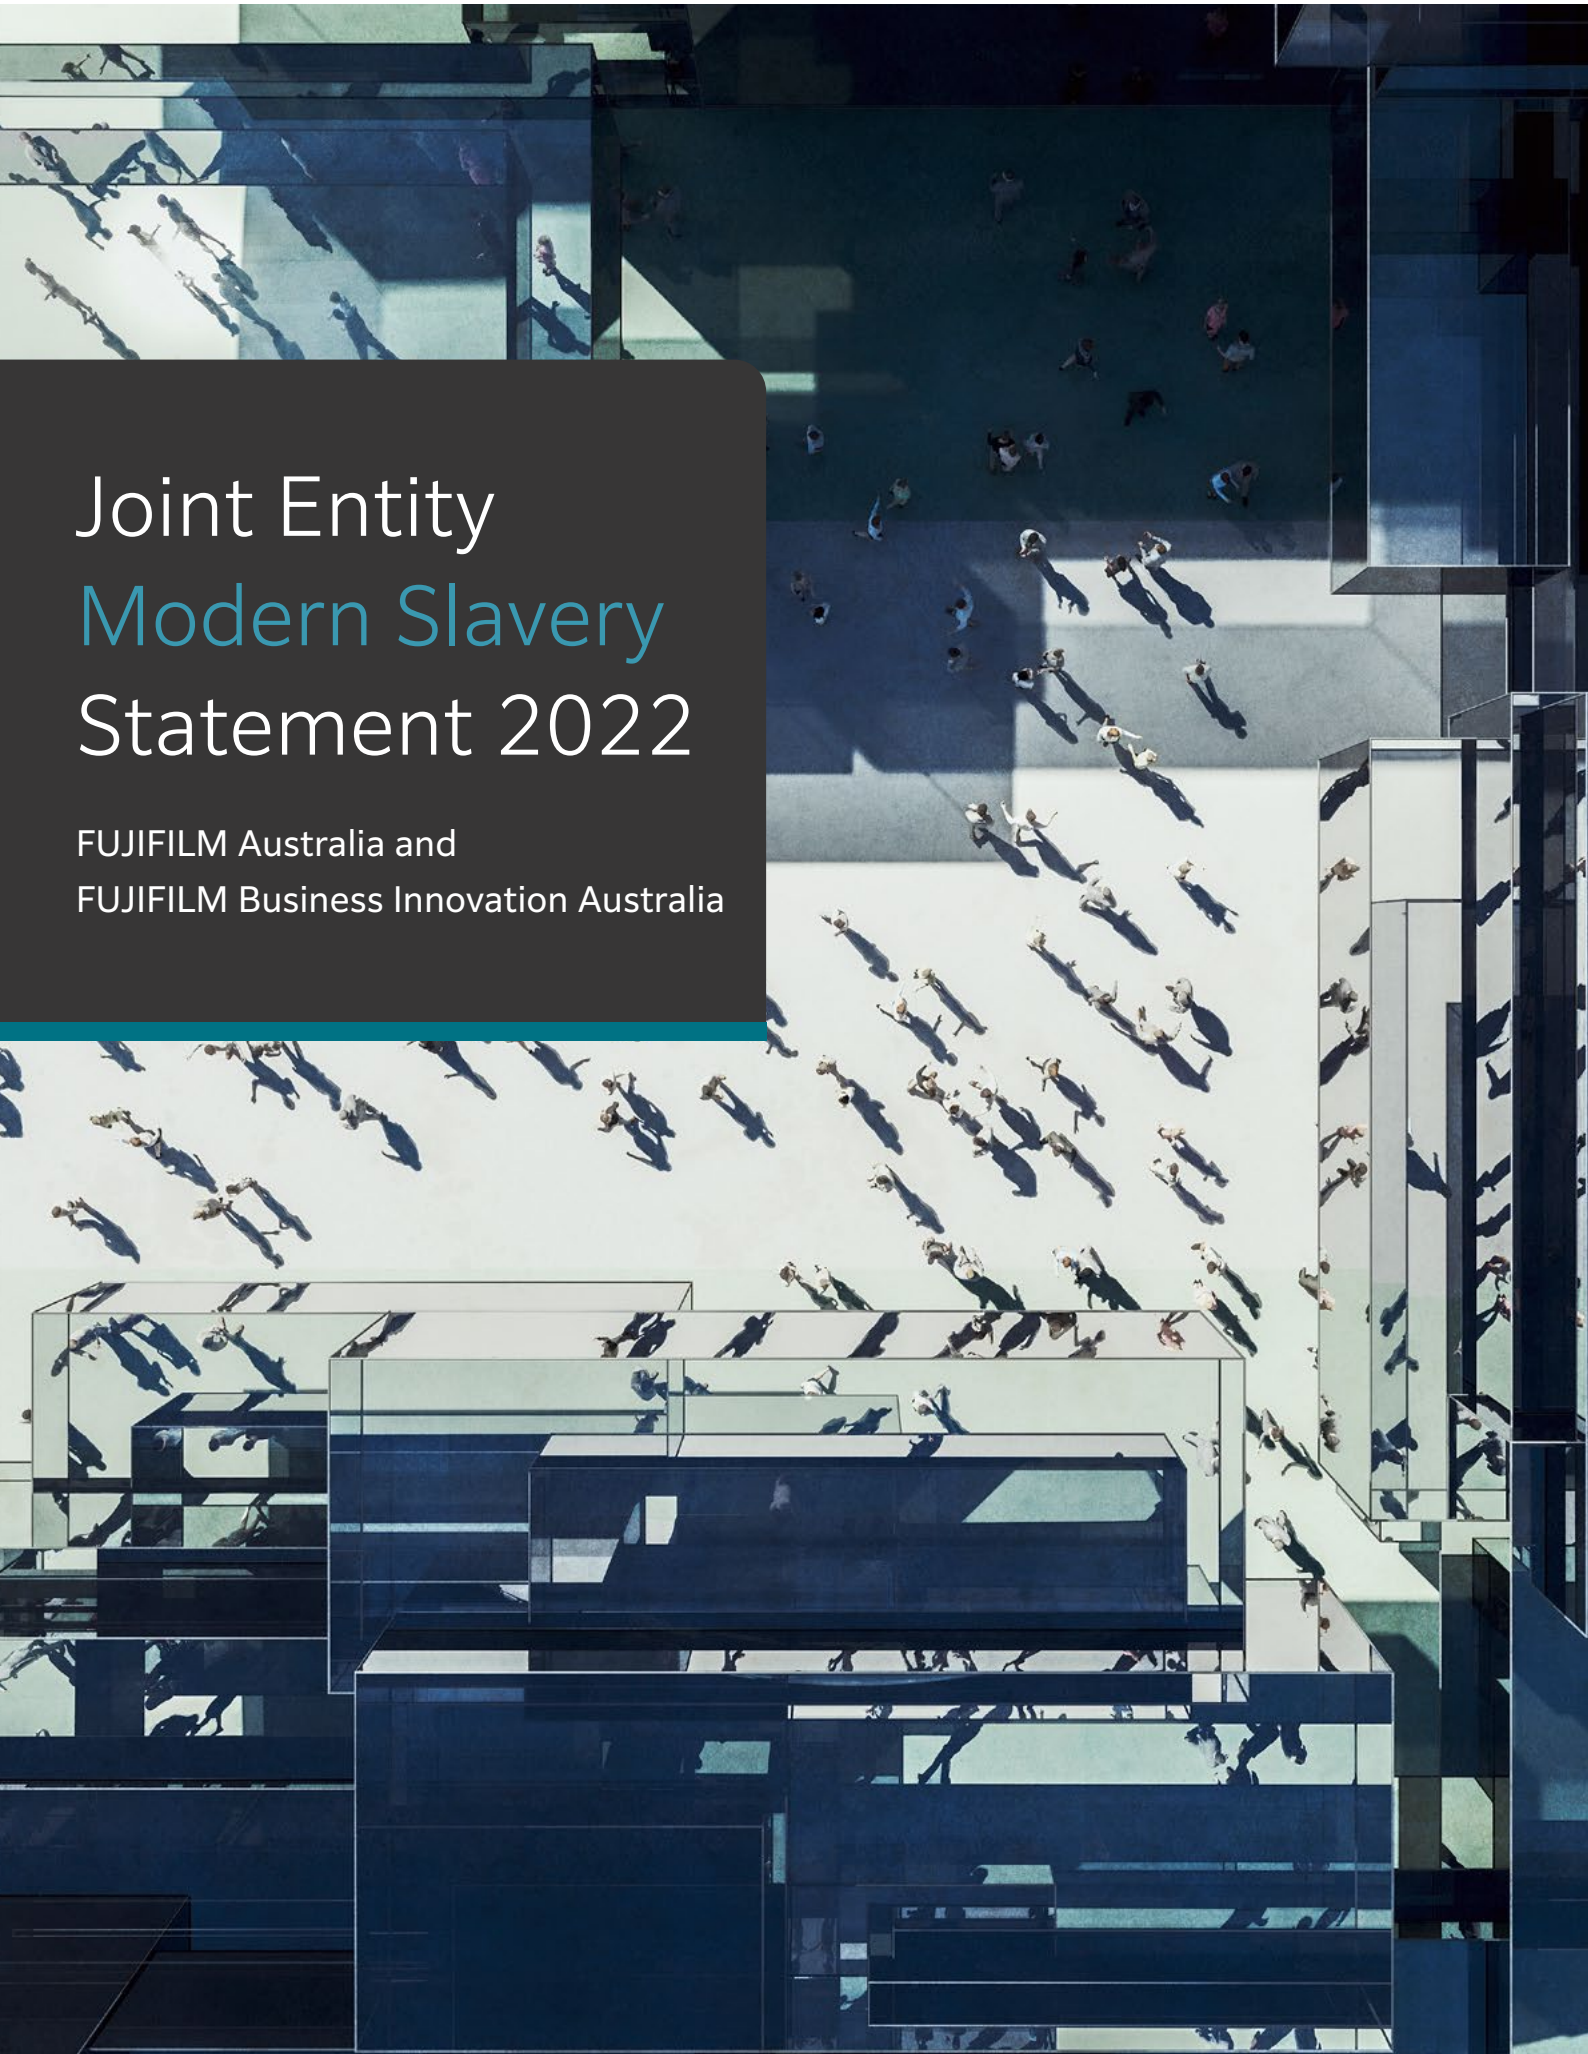 Joint Entity
Modern Slavery
Statement 2022
FUJIFILM Australia and
FUJIFILM Business Innovation Australia